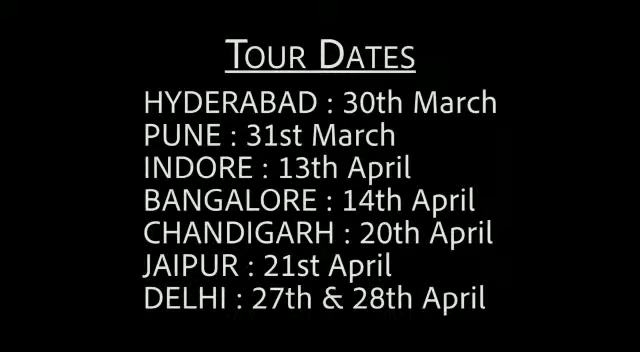 TOUR DATES
HYDERABAD : 30th March
PUNE : 31st March
INDORE : 13th April
BANGALORE : 14th April
CHANDIGARH : 20th April
JAIPUR : 21st April
DELHI : 27th & 28th April